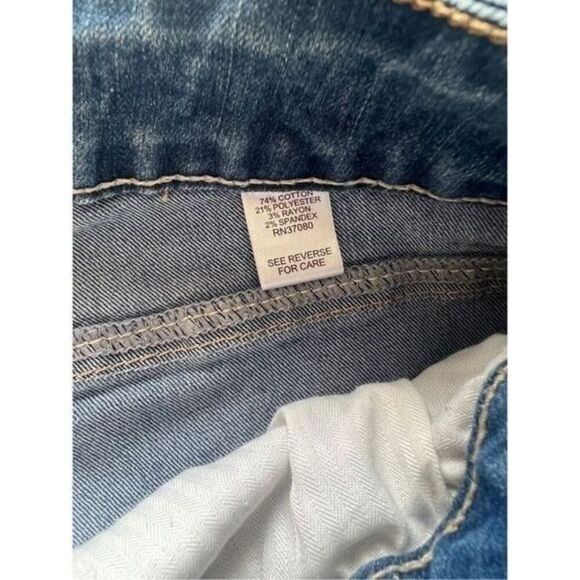 74% COTTON
21% POLYESTER
3% RAYON
2% SPANDEX
RN37080
SEE REVERSE
FOR CARE